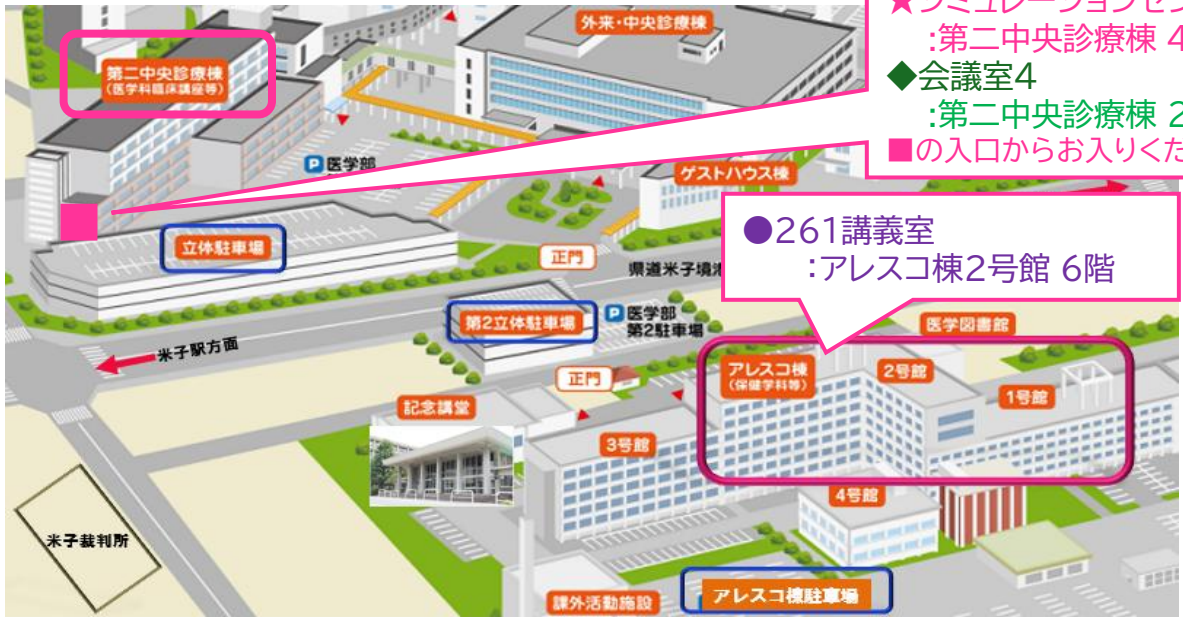 外来・中央診療棟
★シミュレーションセン
:第二中央診療棟 4
◆会議室4
:第二中央診療棟 2
■の入口からお入りくだ
第二中央診療棟
(医学科臨床講座等)
P 医学部
ゲストハウス棟
●261講義室
:アレスコ棟2号館 6階
立体駐車場
正門
県道米子境港
第2立体駐車場
P 医学部
第2駐車場
医学図書館
米子駅方面
正門
アレスコ棟
(保健学科等)
2号館
1号館
記念講堂
3号館
4号館
米子裁判所
課外活動施設
アレスコ棟駐車場